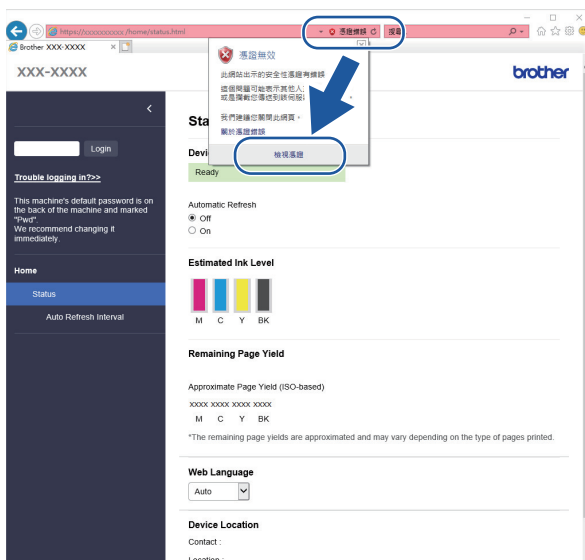 https://xxxxxxxxxx/home/status.html
憑證錯誤
搜尋
Brother XXX-XXXX
XXX-XXXX
brother
憑證無效
此網站出示的安全性憑證有錯誤
這個問題可能表示其他人
或是攔截您傳送到該伺服
我們建議您關閉此網頁。
關於憑證錯誤
檢視憑證
Login
Trouble logging in?>>
This machine's default password is on
the back of the machine and marked
"Pwd".
We recommend changing it
immediately.
Home
Status
Auto Refresh Interval
Sta
Devi
Ready
Automatic Refresh
Off
On
Estimated Ink Level
M C Y BK
Remaining Page Yield
Approximate Page Yield (ISO-based)
xxxx xxxx xxxx xxxx
M C Y BK
*The remaining page yields are approximated and may vary depending on the type of pages printed.
Web Language
Auto
Device Location
Contact :
Location :